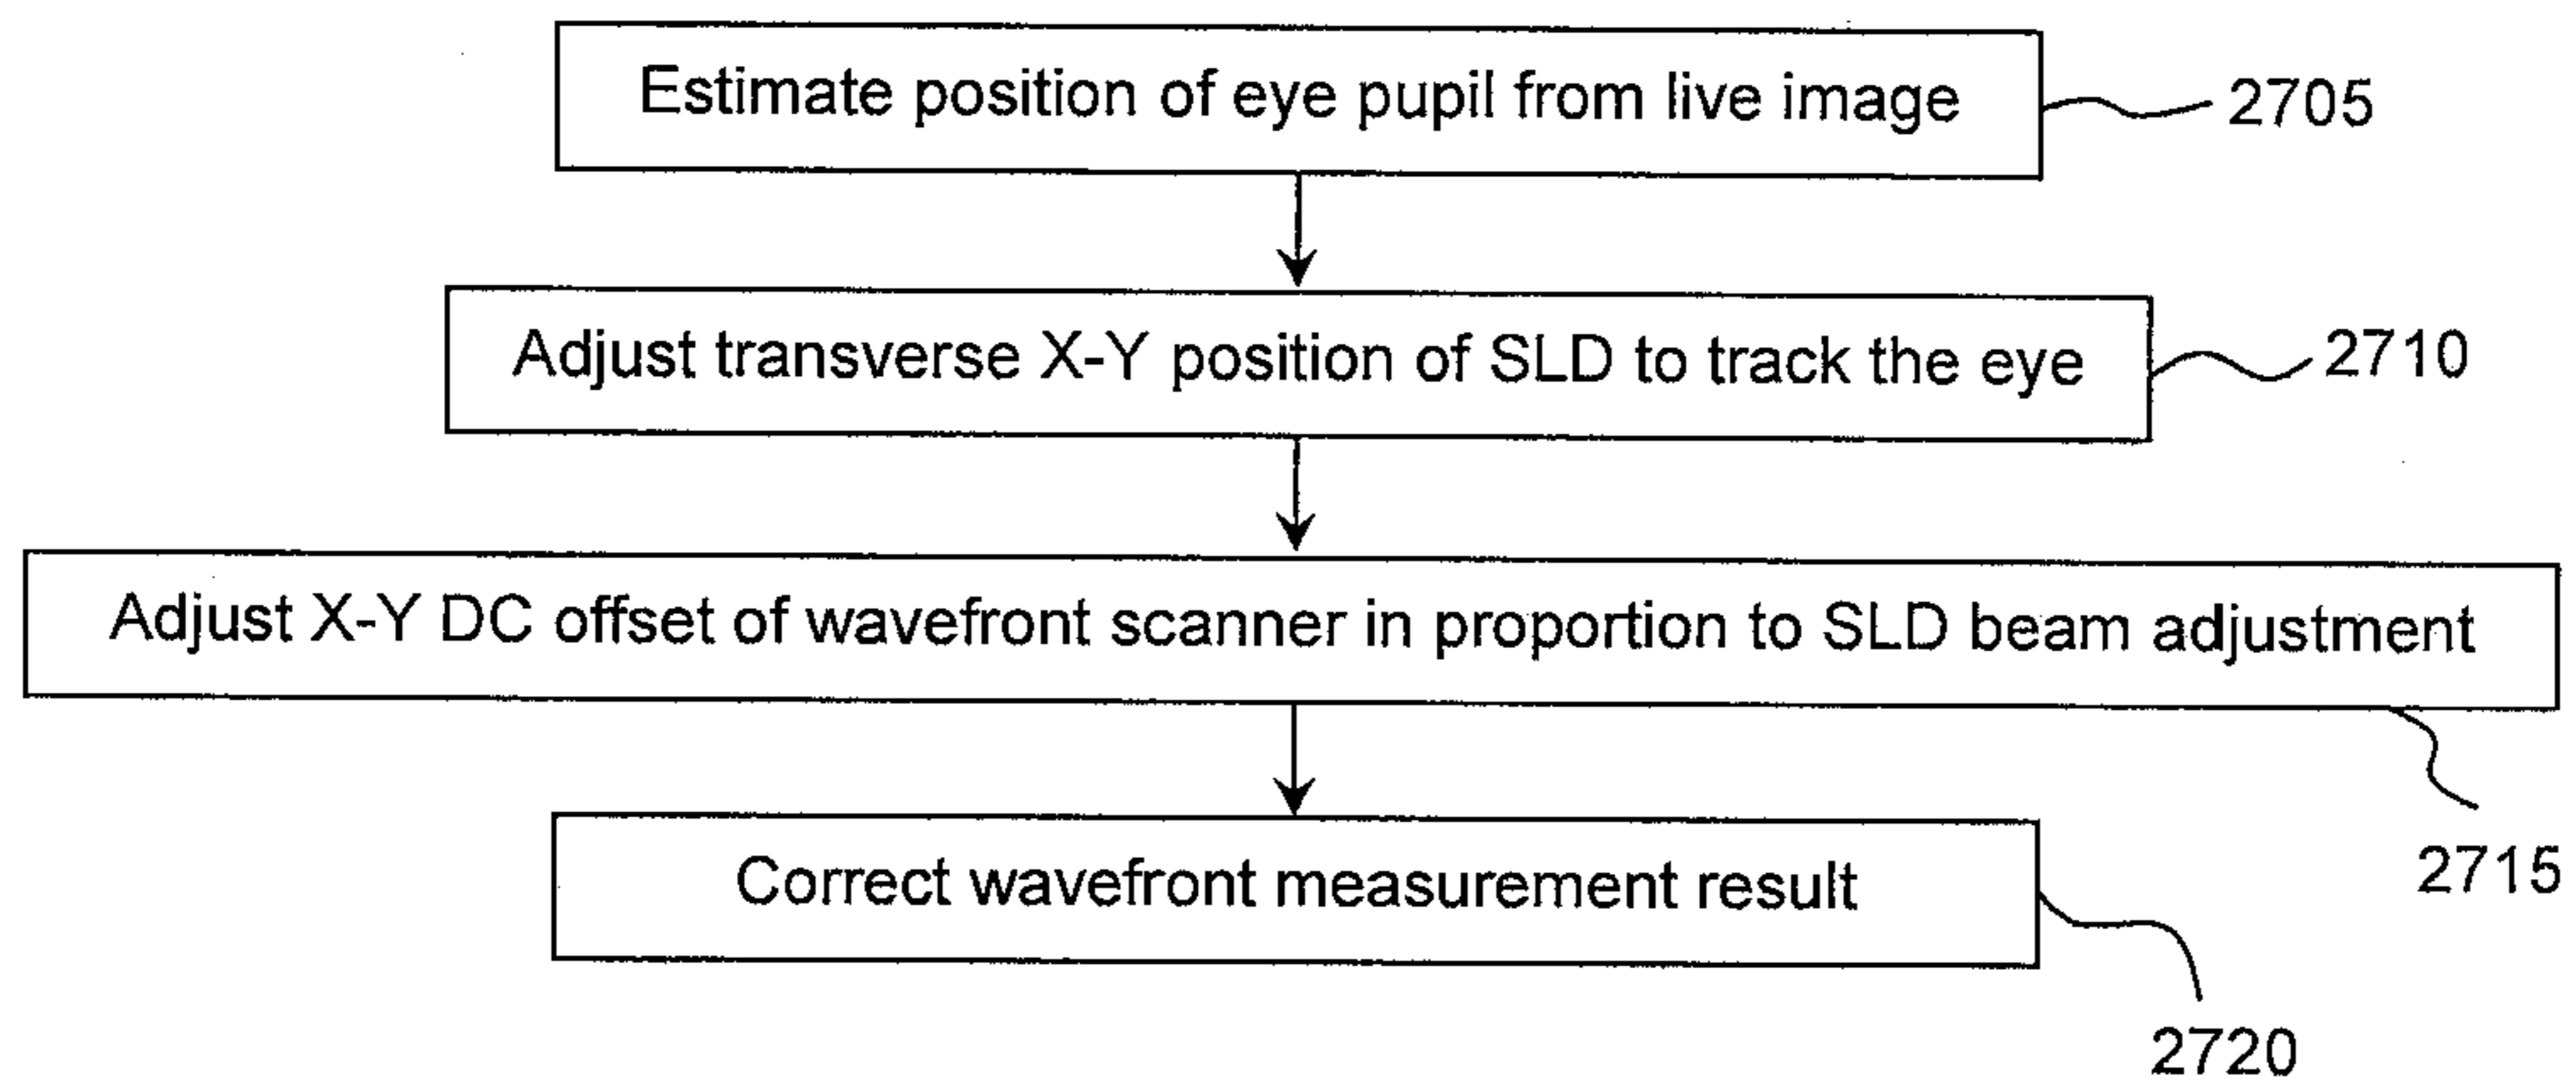 Estimate position of eye pupil from live image
2705
Adjust transverse X-Y position of SLD to track the eye
2710
Adjust X-Y DC offset of wavefront scanner in proportion to SLD beam adjustment
2715
Correct wavefront measurement result
2720